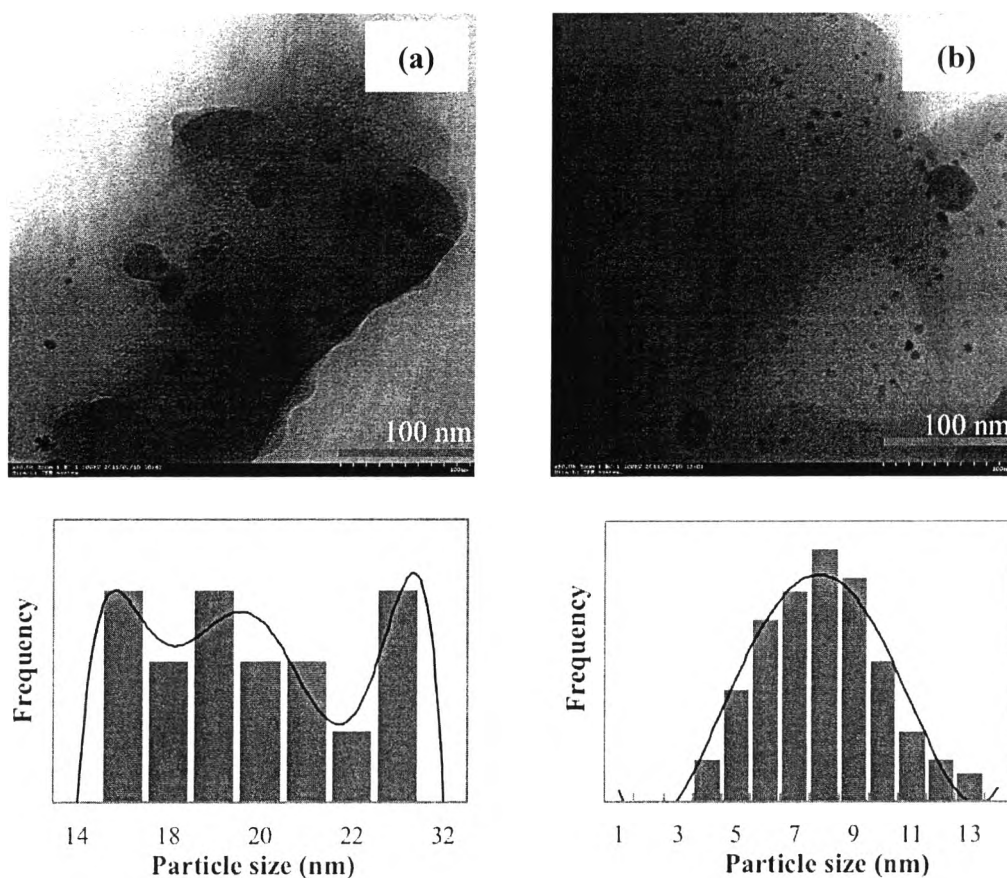 (a)
(b)
100 nm
100 nm
Frequency
14 18 20 22 32
Particle size (nm)
Frequency
1 3 5 7 9 11 13
Particle size (nm)